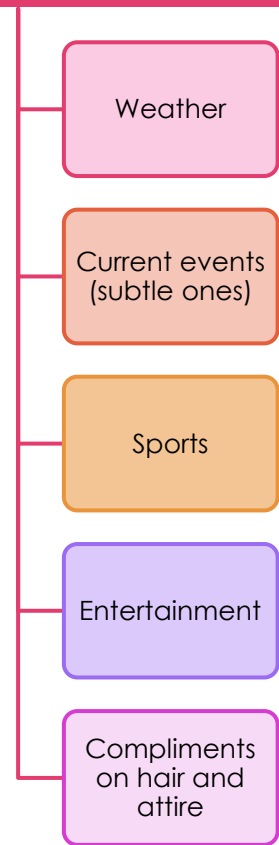 Weather
Current events
(subtle ones)
Sports
Entertainment
Compliments
on hair and
attire